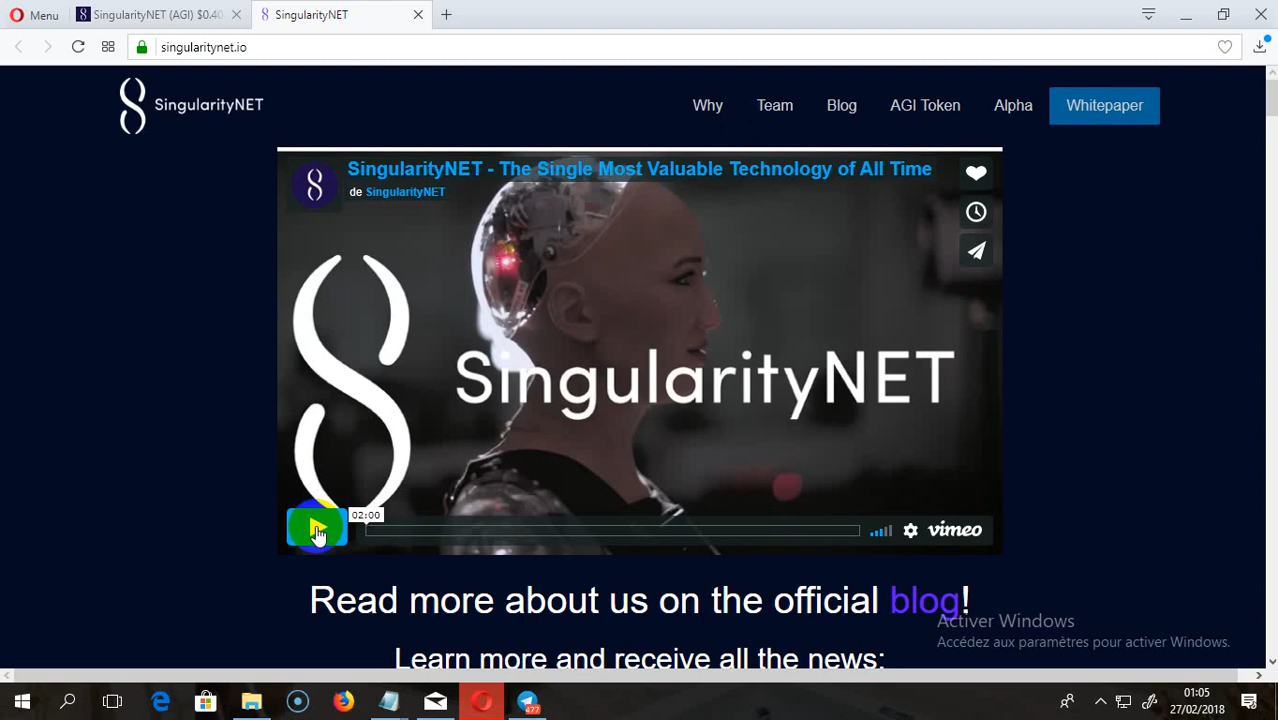 Menu
SingularityNET (AGI) $0.40
SingularityNET
singularitynet.io
SingularityNET
Why
Team
Blog
AGI Token
Alpha
Whitepaper
SingularityNET - The Single Most Valuable Technology of All Time
de SingularityNET
SingularityNET
02:00
vimeo
Read more about us on the official blog!
Activer Windows
Accédez aux paramètres pour activer Windows.
Learn more and receive all the news:
477
01:05
27/02/2018